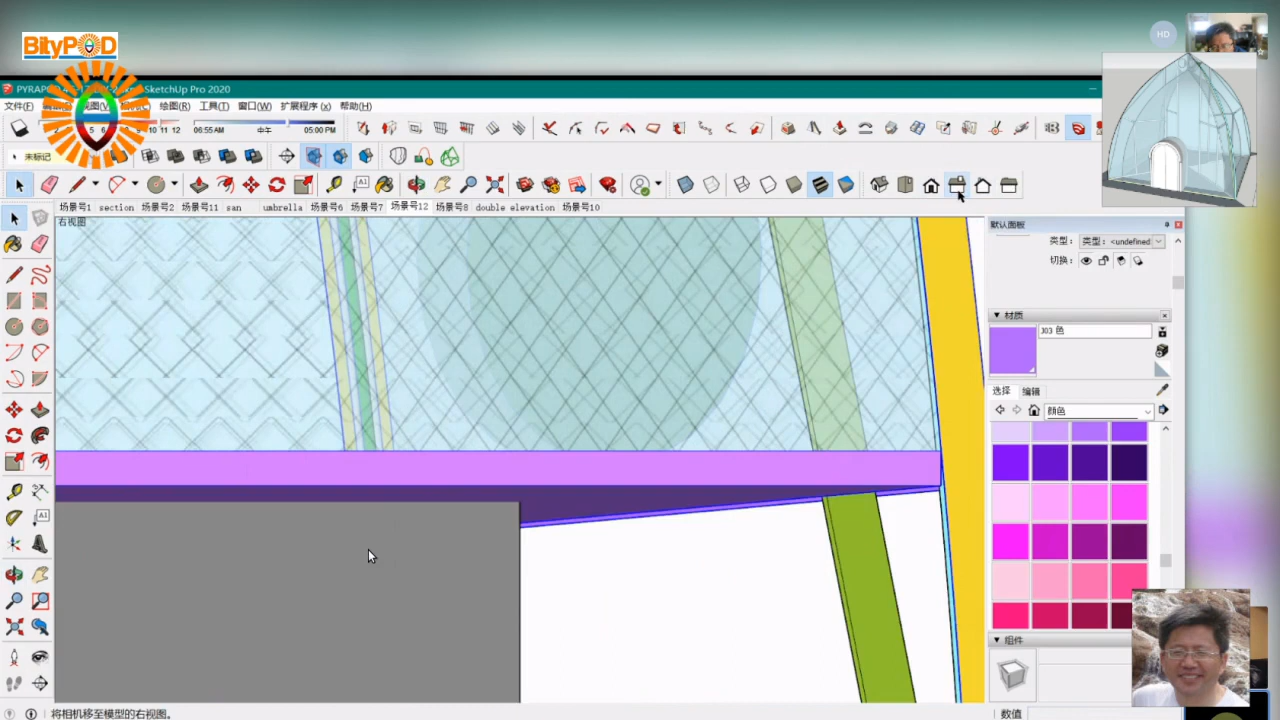 BityPOD
HD
SketchUp Pro 2020
文件(F) 绘图(R) 工具(T) 窗口(W) 扩展程序 (x) 帮助(H)
06:55 AM 中午 05:00 PM
未标记
场景号1 section 场景号2 场景号11 san umbrella 场景号6 场景号7 场景号12 场景号8 double elevation 场景号10
右视图
默认面板
类型: 类型: <undefined
切换:
材质
J03 色
选择 编辑
颜色
组件
将相机移至模型的右视图。
数值